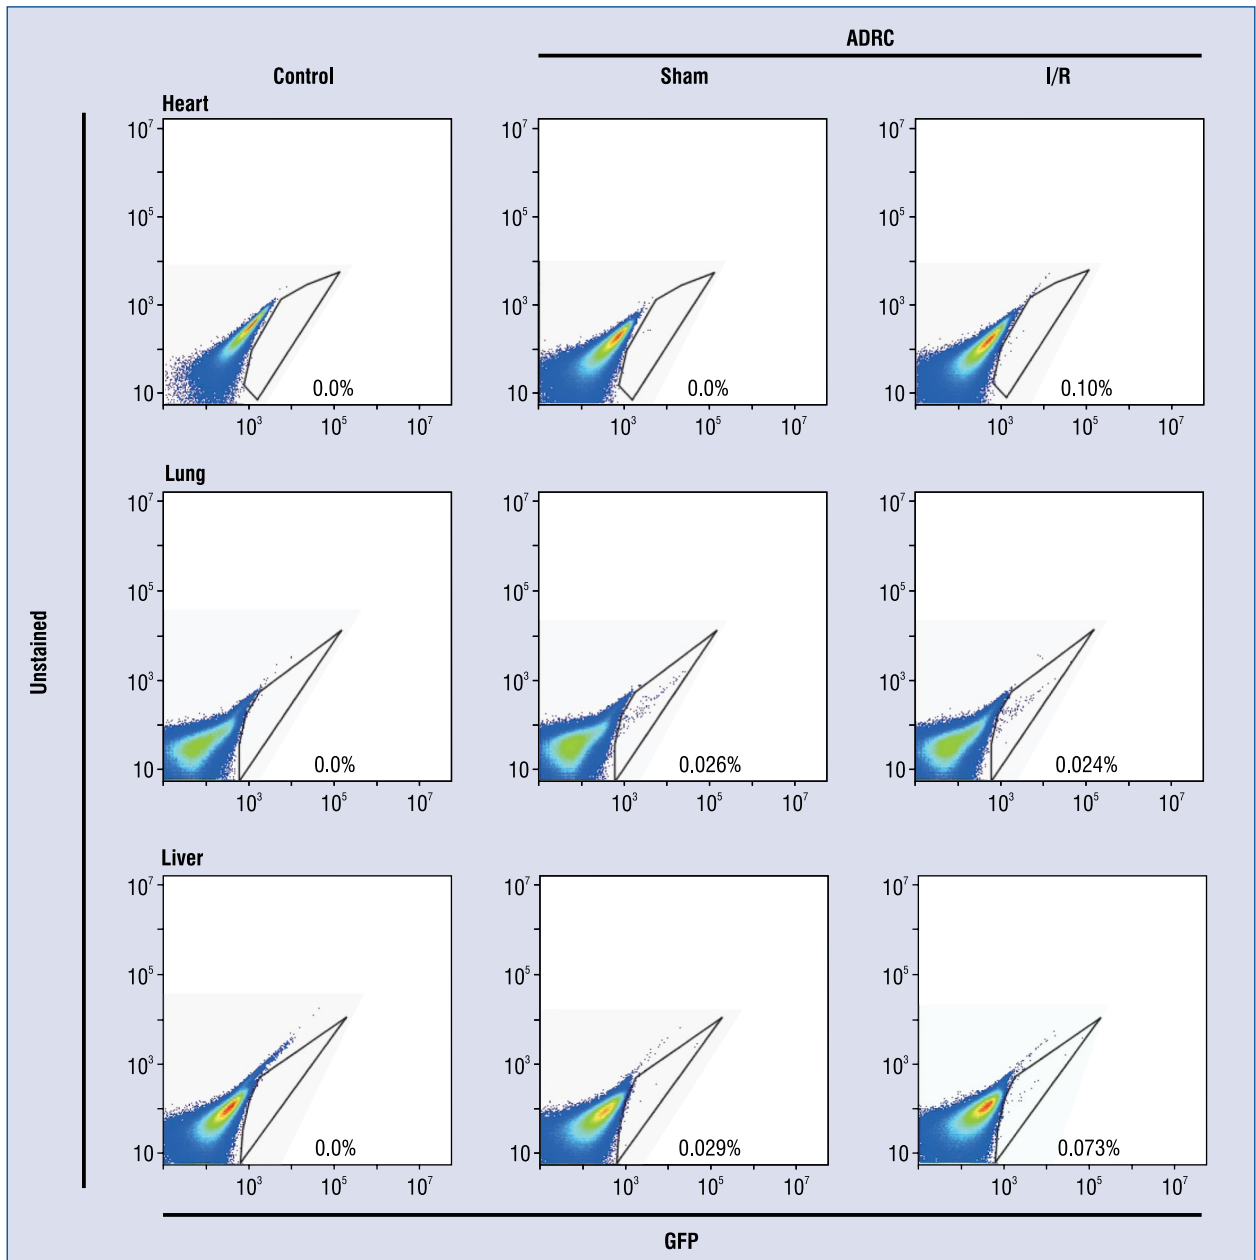 ADRC
Control Sham I/R
Heart
10⁷ 10⁷ 10⁷
10⁵ 10⁵ 10⁵
10³ 10³ 10³
10 10 10
0.0% 0.0% 0.10%
10³ 10⁵ 10⁷ 10³ 10⁵ 10⁷ 10³ 10⁵ 10⁷
Lung
10⁷ 10⁷ 10⁷
10⁵ 10⁵ 10⁵
10³ 10³ 10³
10 10 10
0.0% 0.026% 0.024%
10³ 10⁵ 10⁷ 10³ 10⁵ 10⁷ 10³ 10⁵ 10⁷
Unstained
Liver
10⁷ 10⁷ 10⁷
10⁵ 10⁵ 10⁵
10³ 10³ 10³
10 10 10
0.0% 0.029% 0.073%
10³ 10⁵ 10⁷ 10³ 10⁵ 10⁷ 10³ 10⁵ 10⁷
GFP